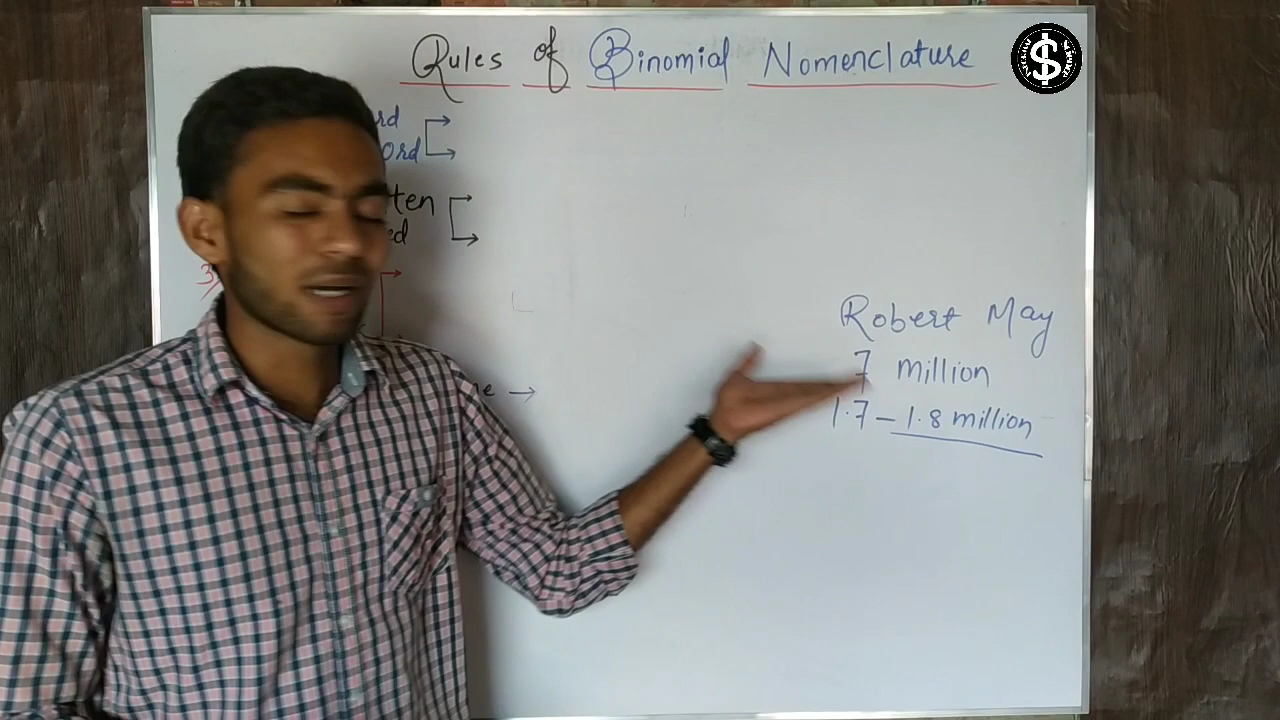 Rules of Binomial Nomenclature
rd
ord
ten
ed
3
Robert May
7 million
1.7 – 1.8 million